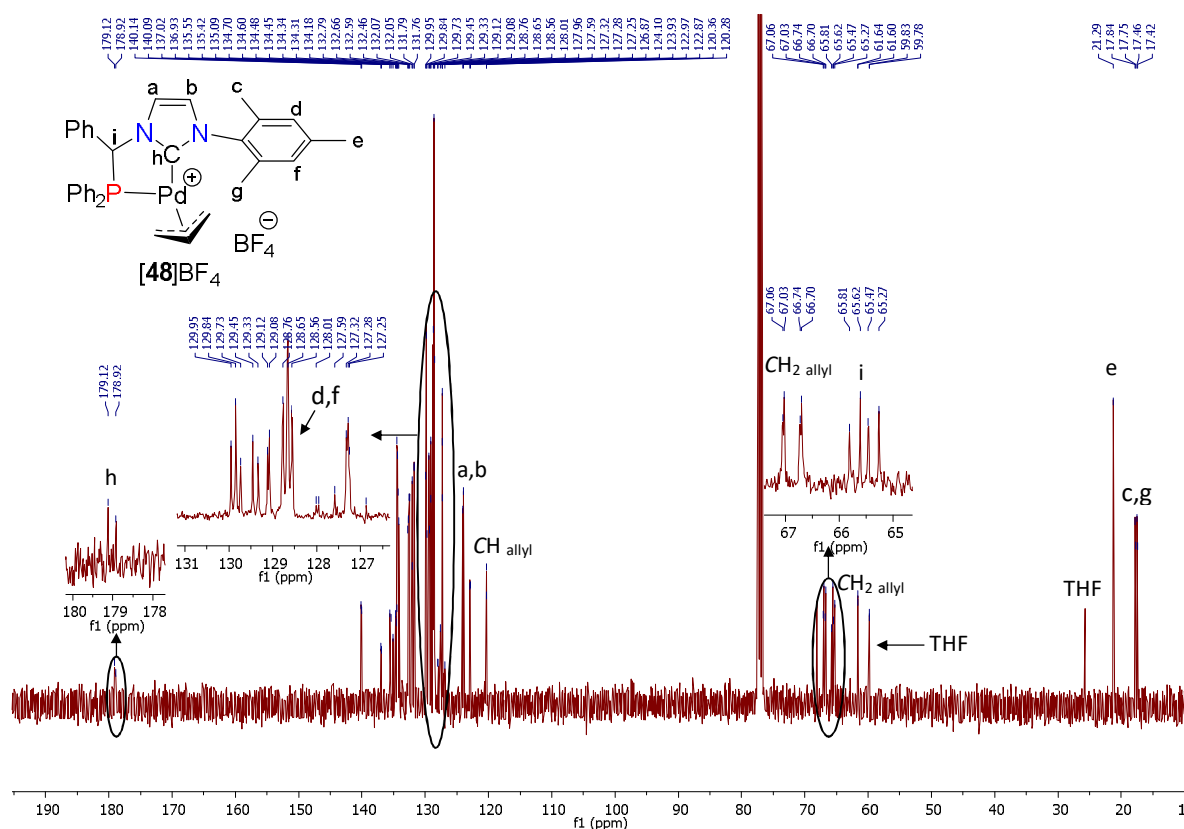 179.12
178.92
140.14
140.09
137.02
136.93
135.55
135.42
135.09
134.70
134.60
134.48
134.45
134.34
134.31
134.18
132.79
132.66
132.59
132.46
132.07
132.05
131.79
131.76
129.95
129.84
129.73
129.45
129.33
129.12
129.08
128.76
128.65
128.56
128.01
127.96
127.59
127.32
127.28
127.25
126.87
124.10
123.93
122.97
122.87
120.36
120.28
67.06
67.03
66.74
66.70
65.81
65.62
65.47
65.27
61.64
61.60
59.83
59.78
21.29
17.84
17.75
17.46
17.42
a
b
c
d
e
f
g
h
i
Ph
N
N
C
Ph2P
Pd
+
−
BF4
[48]BF4
129.95
129.84
129.73
129.45
129.33
129.12
129.08
128.76
128.65
128.56
128.01
127.59
127.32
127.28
127.25
d,f
131 130 129 128 127
f1 (ppm)
179.12
178.92
h
180 179 178
f1 (ppm)
67.06
67.03
66.74
66.70
65.81
65.62
65.47
65.27
CH2 allyl
i
67 66 65
f1 (ppm)
a,b
CH allyl
CH2 allyl
THF
THF
e
c,g
190 180 170 160 150 140 130 120 110 100 90 80 70 60 50 40 30 20 10
f1 (ppm)